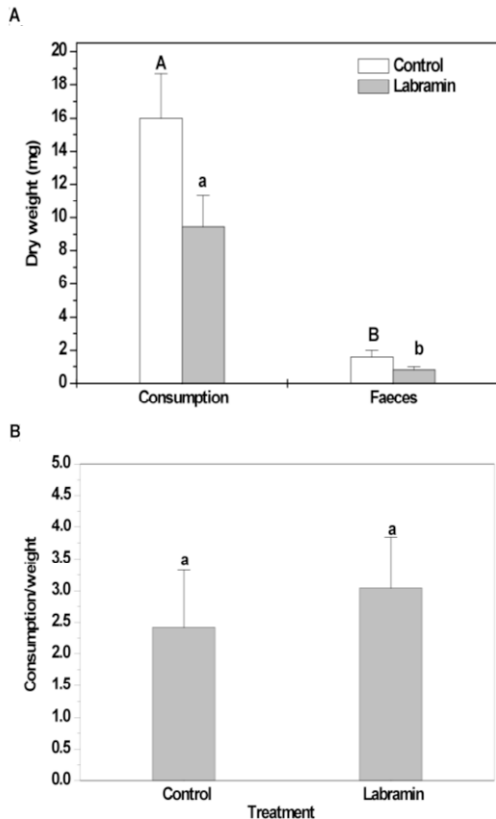 A
20
18
16
14
12
10
8
6
4
2
0
Dry weight (mg)
A
a
B
b
Control
Labramin
Consumption
Faeces
B
5.0
4.5
4.0
3.5
3.0
2.5
2.0
1.5
1.0
0.5
0.0
Consumption/weight
a
a
Control
Labramin
Treatment